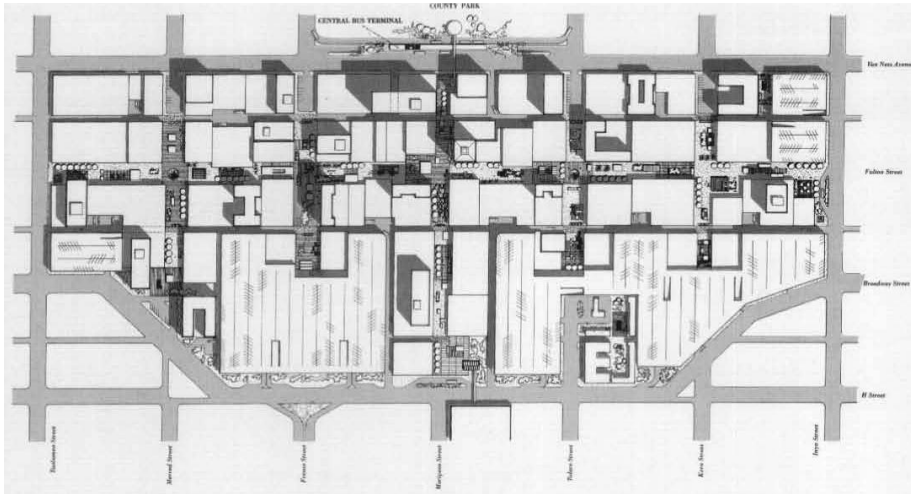 COUNTY PARK
CENTRAL BUS TERMINAL
Van Ness Avenue
Fulton Street
Broadway Street
H Street
Tuolumne Street
Merced Street
Fresno Street
Mariposa Street
Tulare Street
Kern Street
Inyo Street